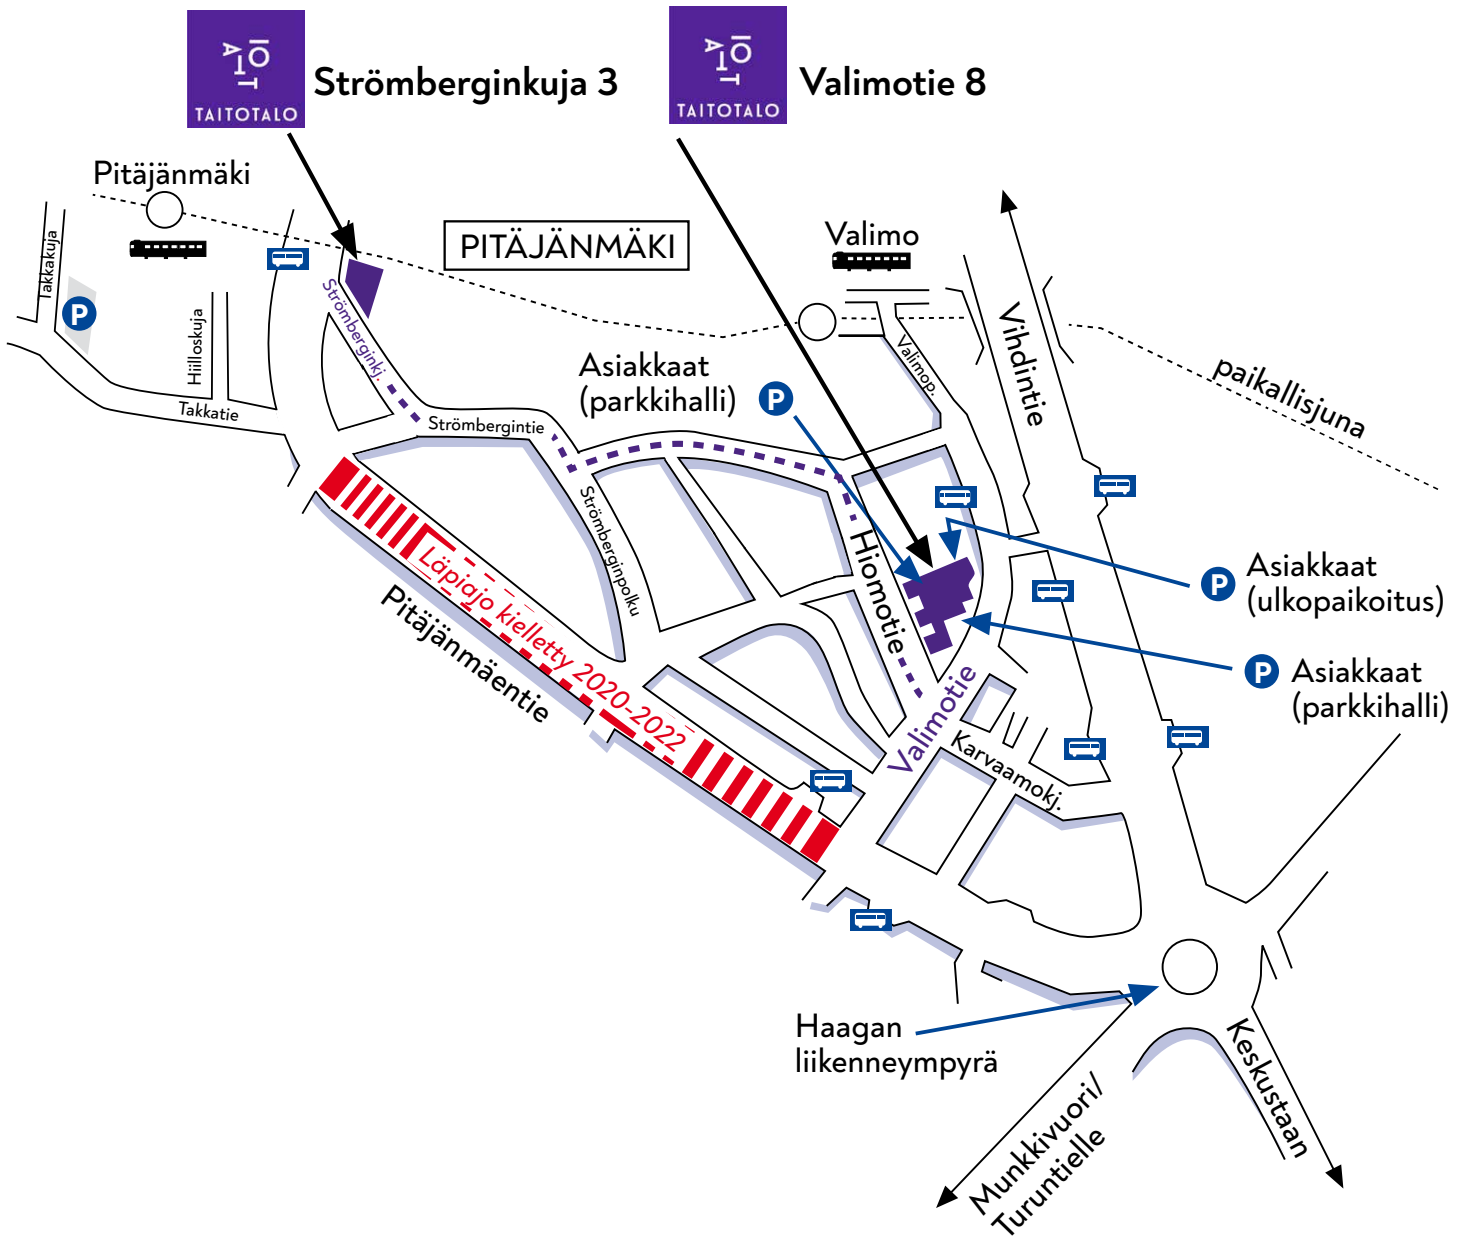 TAITOTALO
Strömberginkuja 3
TAITOTALO
Valimotie 8
Pitäjänmäki
PITÄJÄNMÄKI
Valimo
Takkakuja
P
Hiilloskuja
Takkatie
Strömberginkj.
Strömbergintie
Asiakkaat
(parkkihalli)
P
Valimop.
Vihdintie
paikallisjuna
Strömberginpolku
Hiomotie
P
Asiakkaat
(ulkopaikoitus)
P
Asiakkaat
(parkkihalli)
Läpiajo kielletty 2020-2022
Pitäjänmäentie
Valimotie
Karvaamokj.
Haagan
liikenneympyrä
Keskustaan
Munkkivuori/
Turuntielle